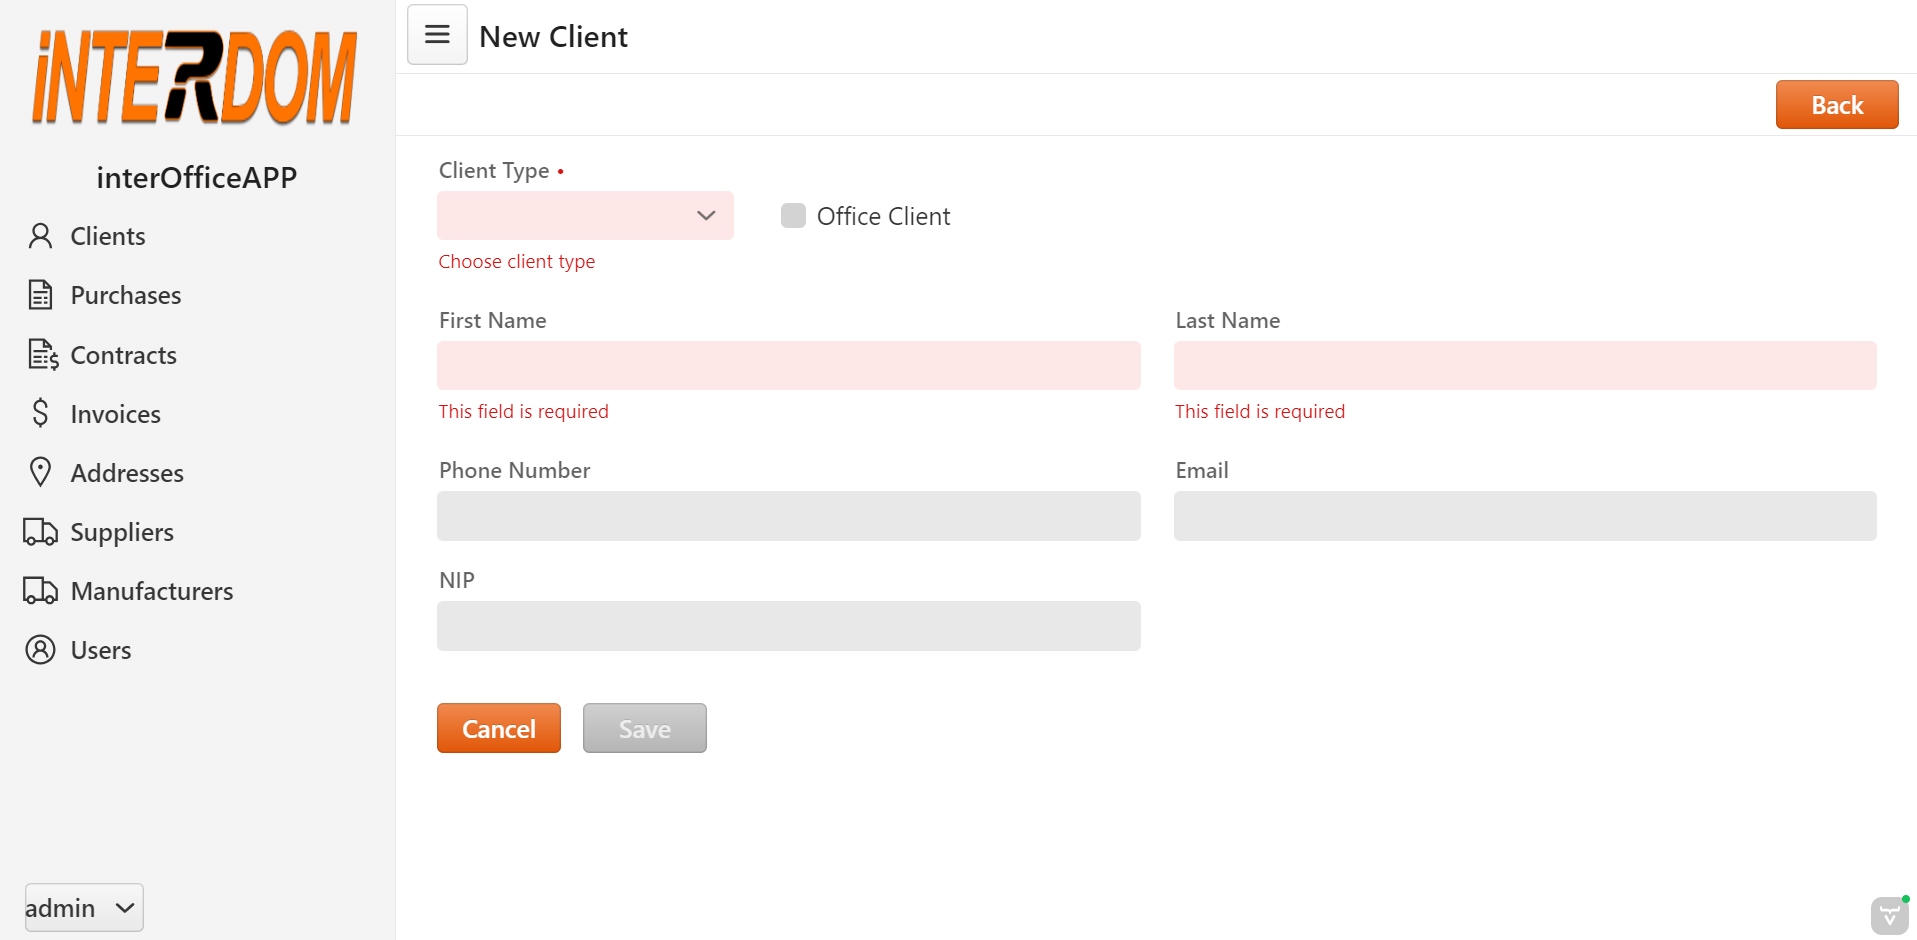 iNTERDOM
interOfficeAPP
Clients
Purchases
Contracts
Invoices
Addresses
Suppliers
Manufacturers
Users
admin
New Client
Back
Client Type •
Office Client
Choose client type
First Name
Last Name
This field is required
This field is required
Phone Number
Email
NIP
Cancel
Save